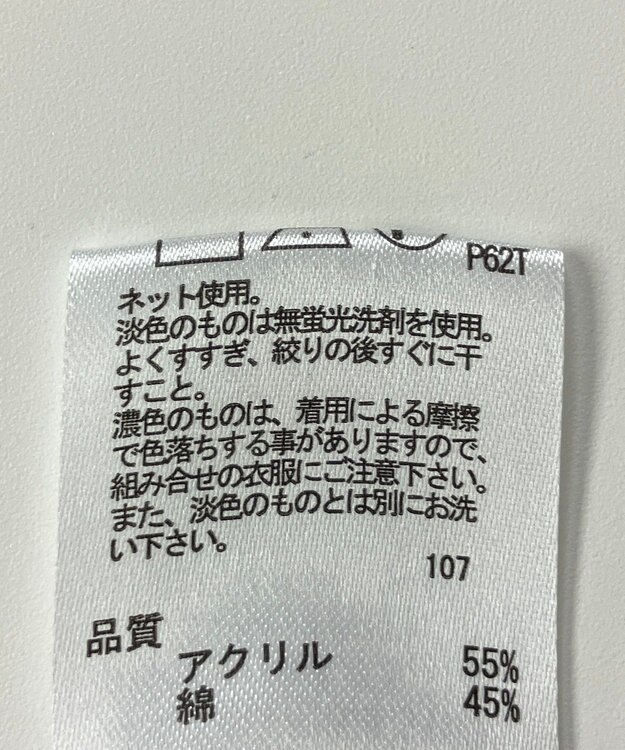 P62T
ネット使用。
淡色のものは無蛍光洗剤を使用。
よくすすぎ、絞りの後すぐに干
すこと。
濃色のものは、着用による摩擦
で色落ちする事がありますので、
組み合せの衣服にご注意下さい。
また、淡色のものとは別にお洗
い下さい。
107
品質
アクリル 55%
綿 45%